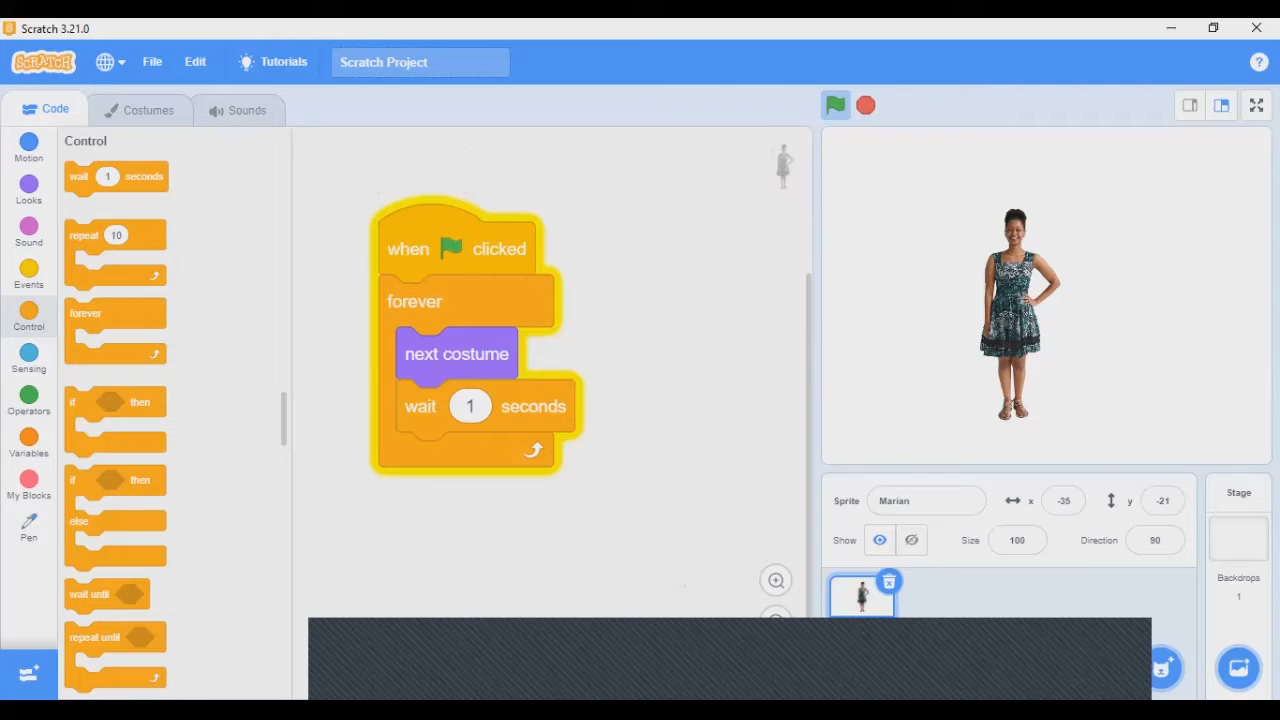 Scratch 3.21.0
SCRATCH
File
Edit
Tutorials
Scratch Project
?
Code
Costumes
Sounds
Motion
Looks
Sound
Events
Control
Sensing
Operators
Variables
My Blocks
Pen
Control
wait 1 seconds
repeat 10
forever
if then
if then
else
wait until
repeat until
when clicked
forever
next costume
wait 1 seconds
Sprite Marian x -35 y -21
Show Size 100 Direction 90
Stage
Backdrops
1